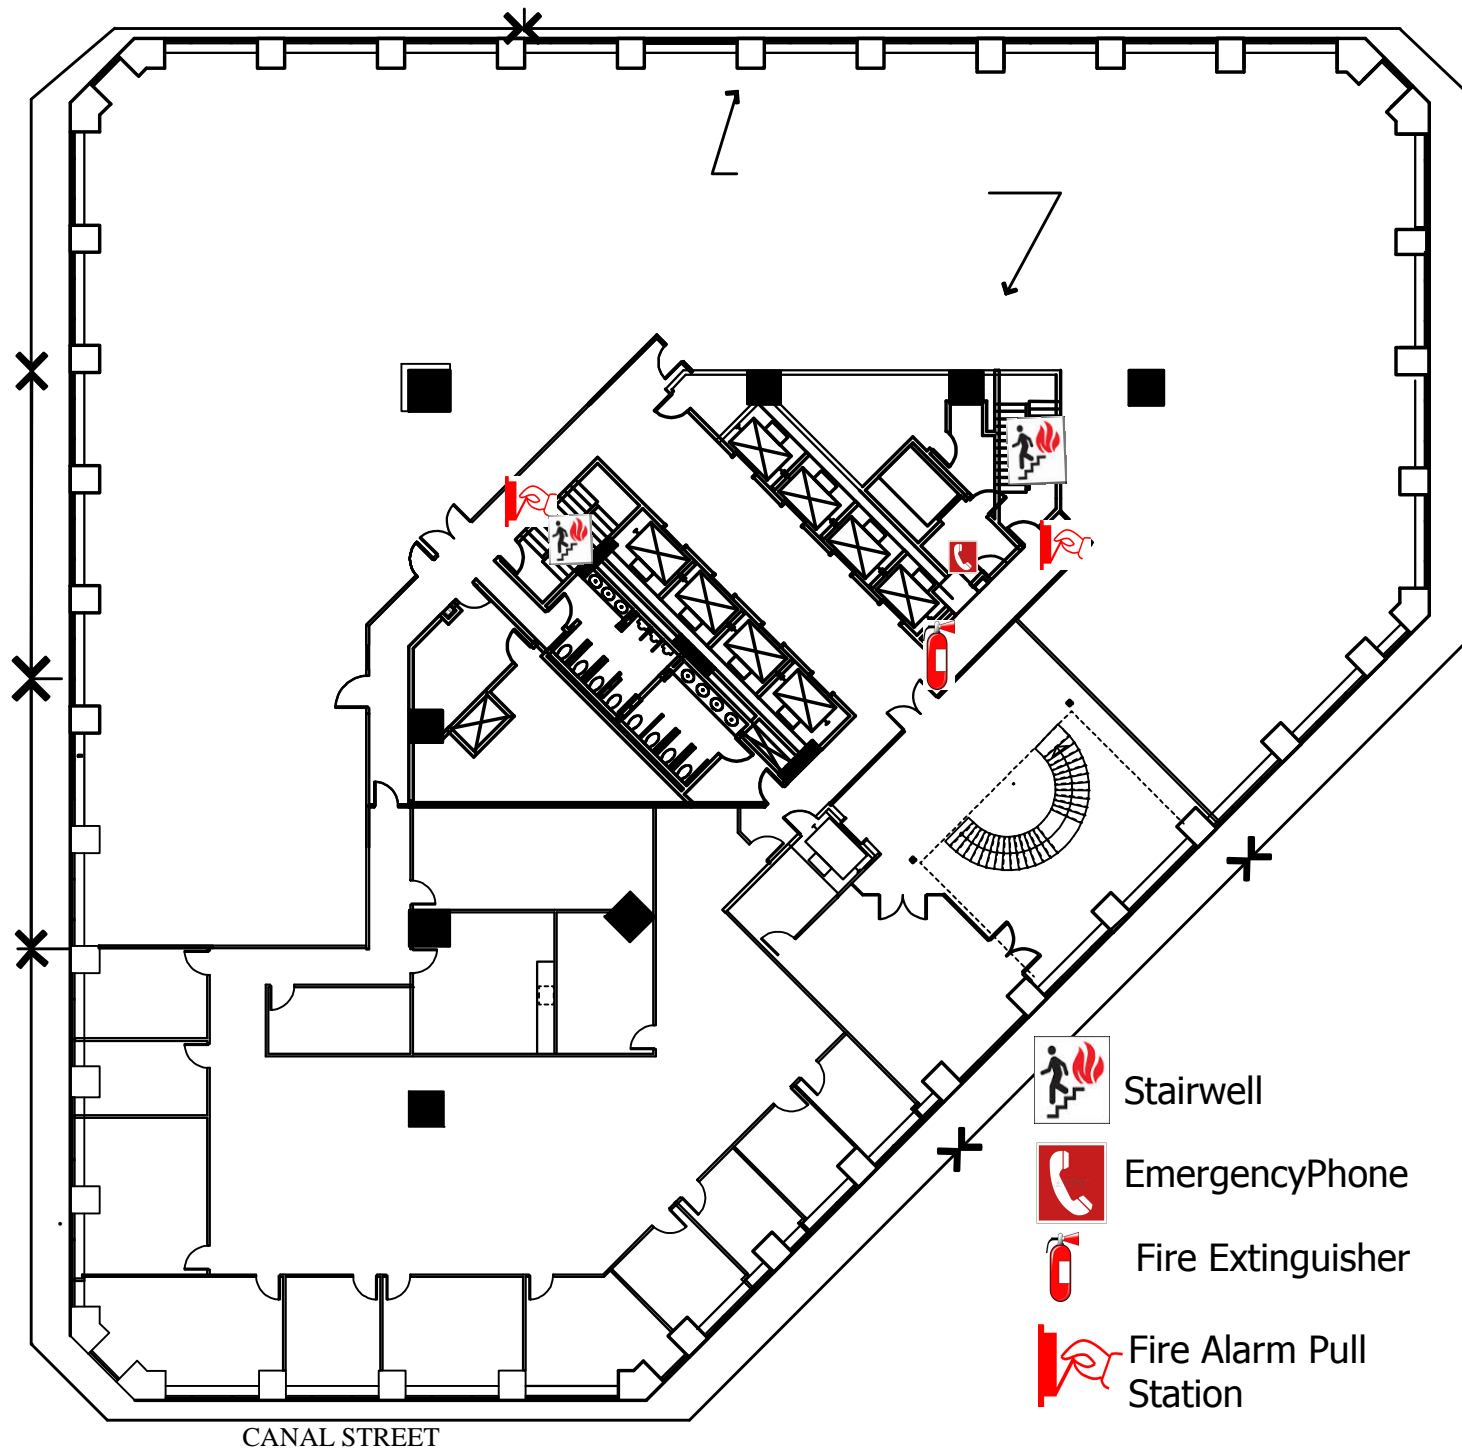 Stairwell
EmergencyPhone
Fire Extinguisher
Fire Alarm Pull
Station
CANAL STREET